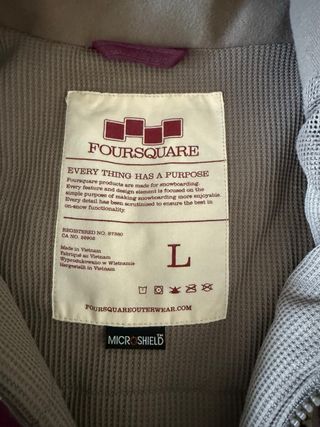 FOURSQUARE
EVERY THING HAS A PURPOSE
Foursquare products are made for snowboarding.
Every feature and design element is focused on the
simple purpose of making snowboarding more enjoyable.
Every detail has been scrutinised to ensure the best in
on-snow functionality.
REGISTERED NO. 97380
CA NO. 29902
Made in Vietnam
Fabriqué au Vietnam
Wyprodukowano w Wietnamie
Hergestellt in Vietnam
L
FOURSQUAREOUTERWEAR.COM
MICROSHIELD